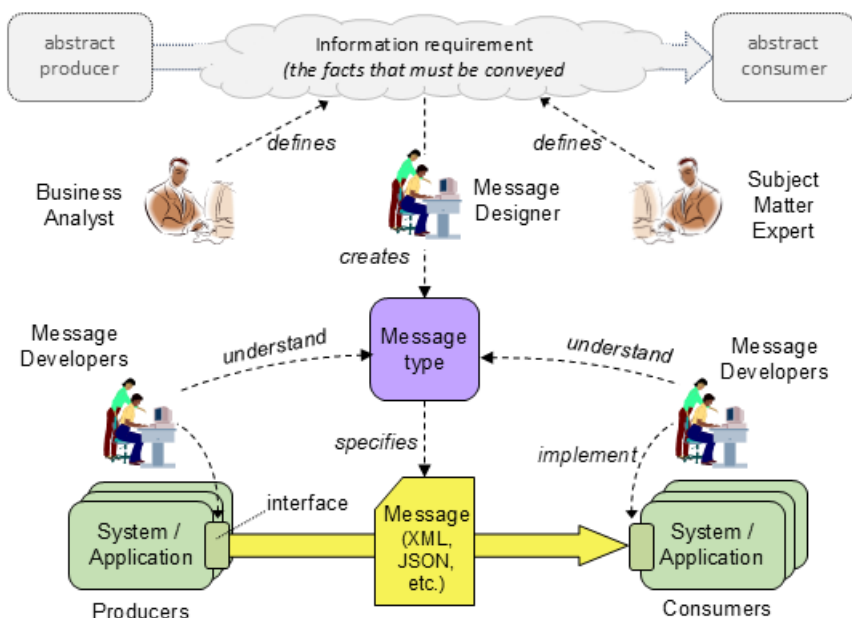 abstract
producer
Information requirement
(the facts that must be conveyed
abstract
consumer
defines
defines
Business
Analyst
Message
Designer
Subject
Matter
Expert
creates
Message
Developers
understand
Message
type
understand
Message
Developers
specifies
implement
interface
System /
Application
Message
(XML,
JSON,
etc.)
System /
Application
Producers
Consumers